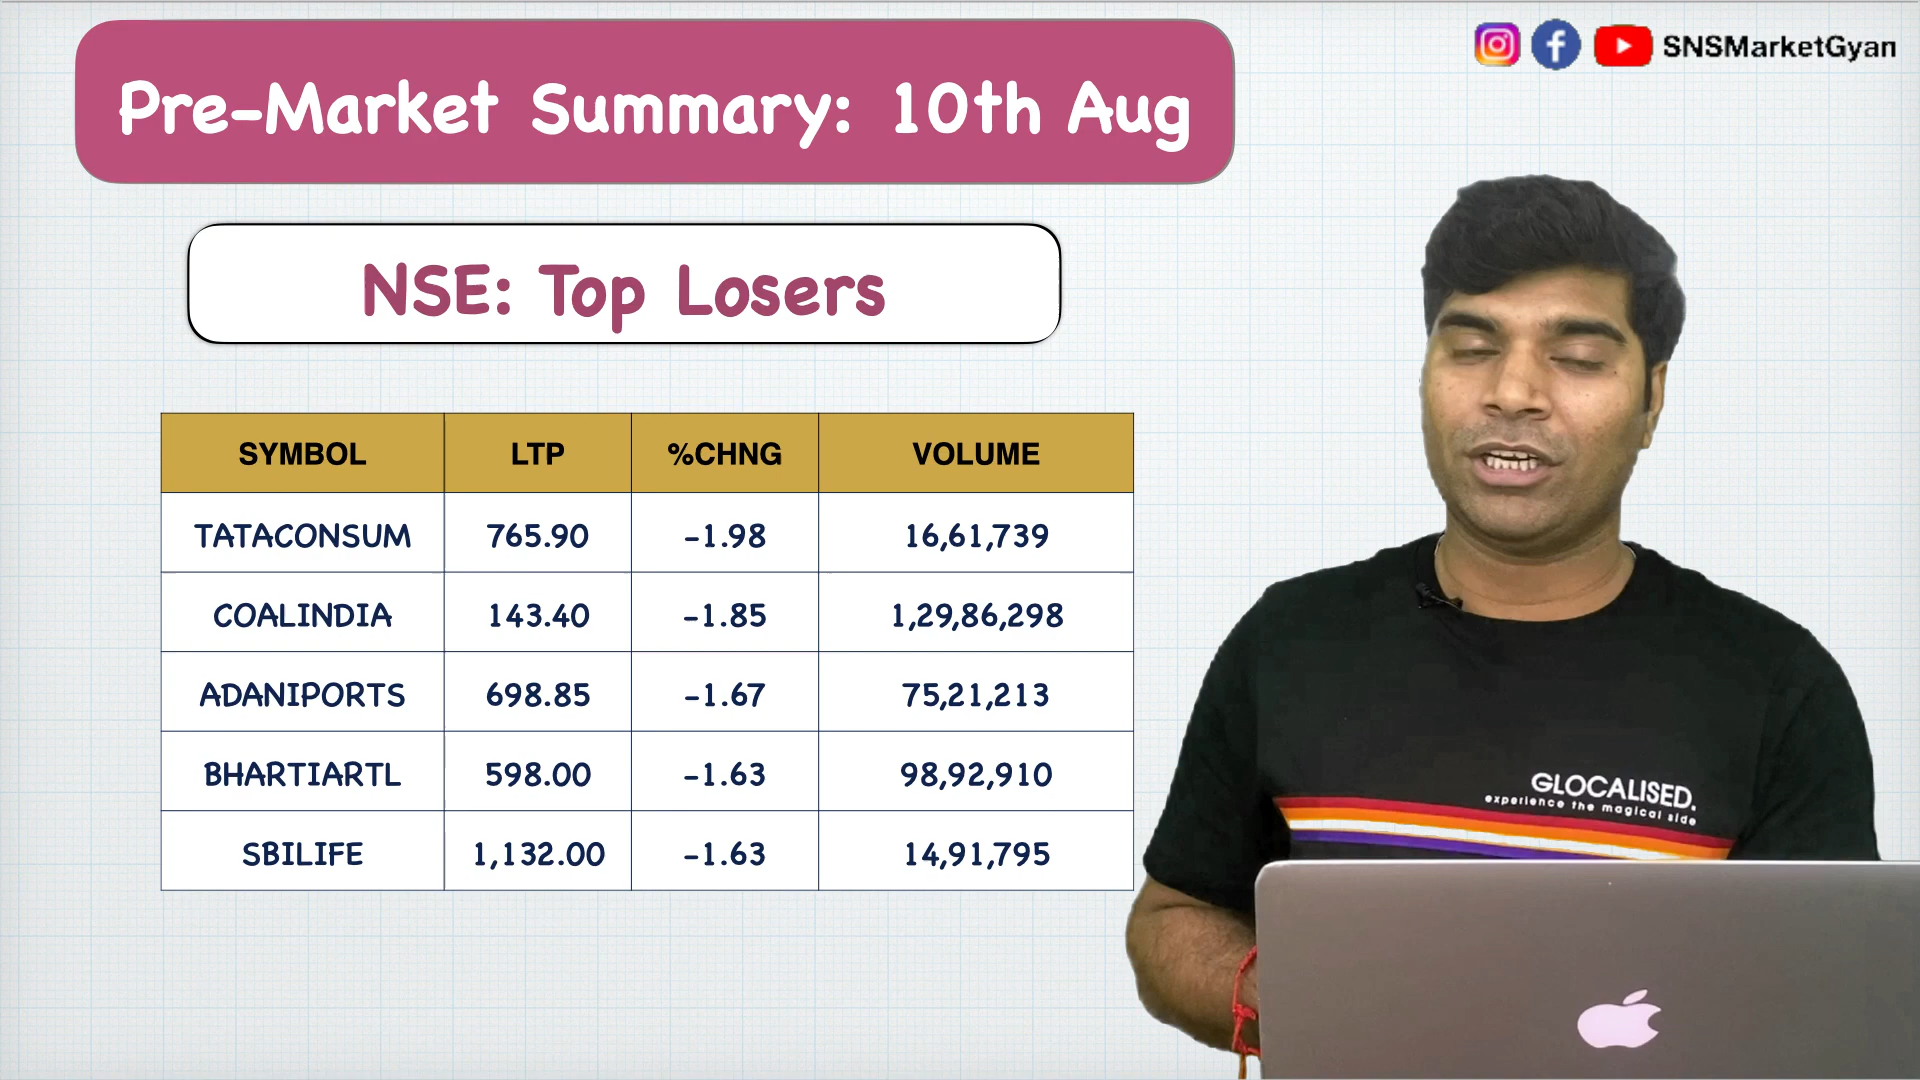 Pre-Market Summary: 10th Aug
SNSMarketGyan
NSE: Top Losers
SYMBOL LTP %CHNG VOLUME
TATACONSUM 765.90 -1.98 16,61,739
COALINDIA 143.40 -1.85 1,29,86,298
ADANIPORTS 698.85 -1.67 75,21,213
BHARTIARTL 598.00 -1.63 98,92,910
SBILIFE 1,132.00 -1.63 14,91,795
GLOCALISED.
experience the magical side